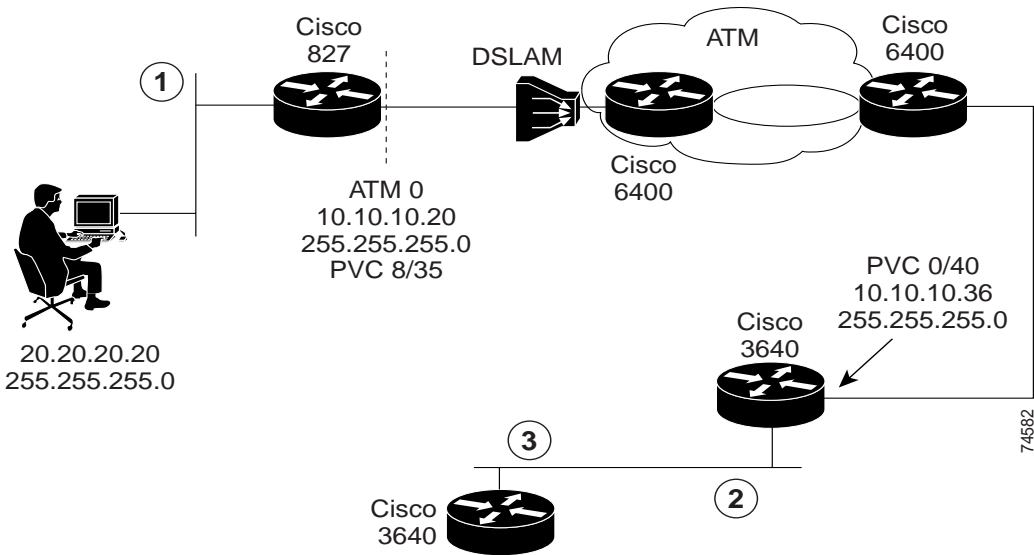 Cisco
827
1
DSLAM
ATM
Cisco
6400
Cisco
6400
ATM 0
10.10.10.20
255.255.255.0
PVC 8/35
20.20.20.20
255.255.255.0
PVC 0/40
10.10.10.36
255.255.255.0
Cisco
3640
74582
3
2
Cisco
3640